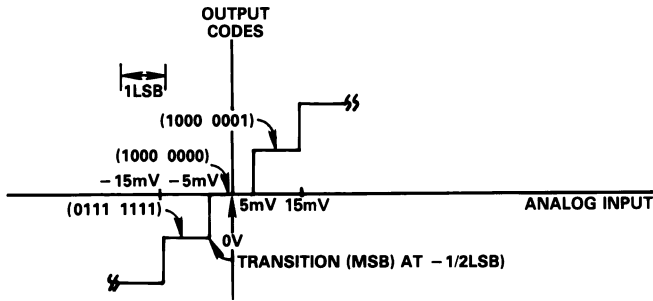 OUTPUT
CODES
1LSB
(1000 0001)
(1000 0000)
−15mV −5mV
5mV 15mV
ANALOG INPUT
(0111 1111)
0V
TRANSITION (MSB) AT −1/2LSB)